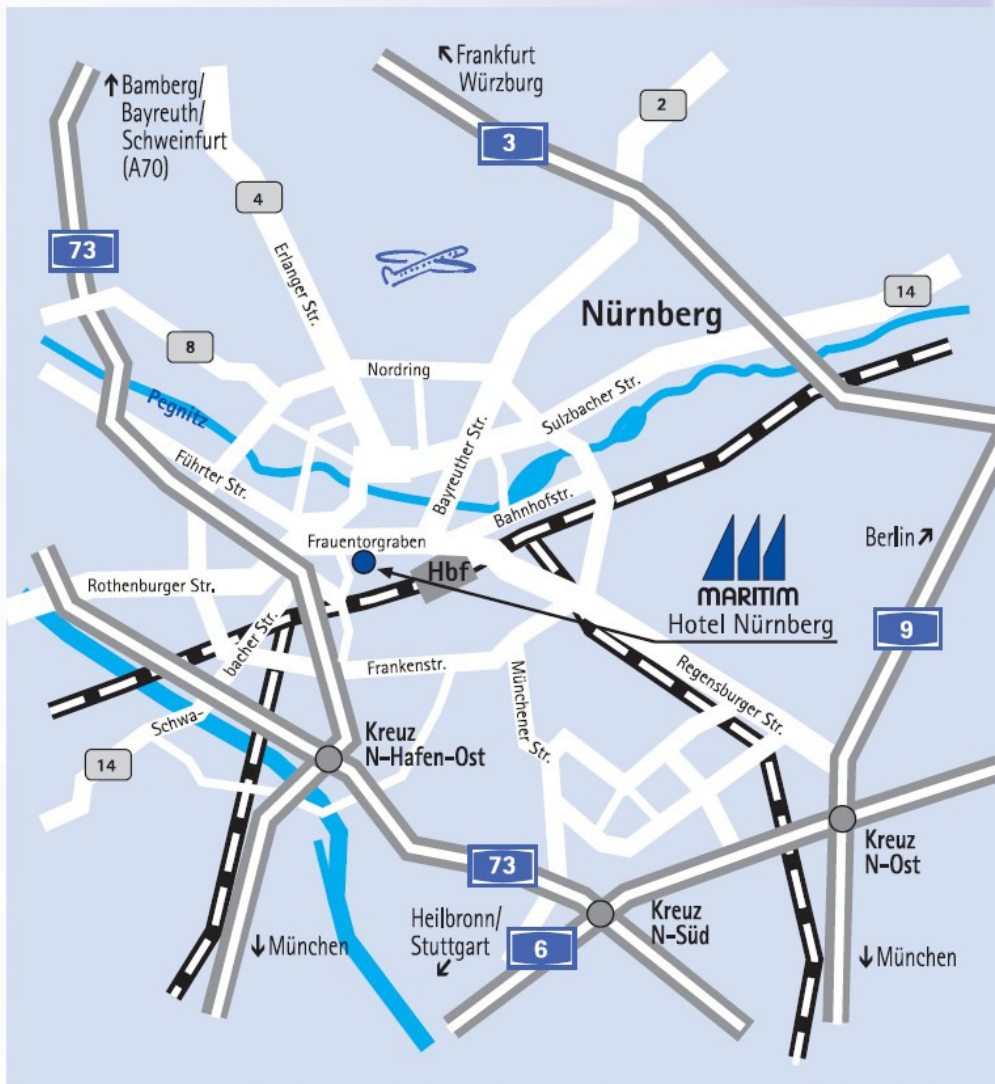 ↖ Frankfurt
Würzburg
↑ Bamberg/
Bayreuth/
Schweinfurt
(A70)
2
3
4
73
Erlanger Str.
14
Nürnberg
8
Nordring
Pegnitz
Sulzbacher Str.
Bayreuther Str.
Führter Str.
Bahnhofstr.
Frauentorgraben
Hbf
Berlin ↗
MARITIM
Hotel Nürnberg
Rothenburger Str.
9
Schwa-
bacher Str.
Frankenstr.
Münchener Str.
Regensburger Str.
Kreuz
N-Hafen-Ost
14
Kreuz
N-Ost
73
Kreuz
N-Süd
Heilbronn/
Stuttgart
↙
6
↓ München
↓ München